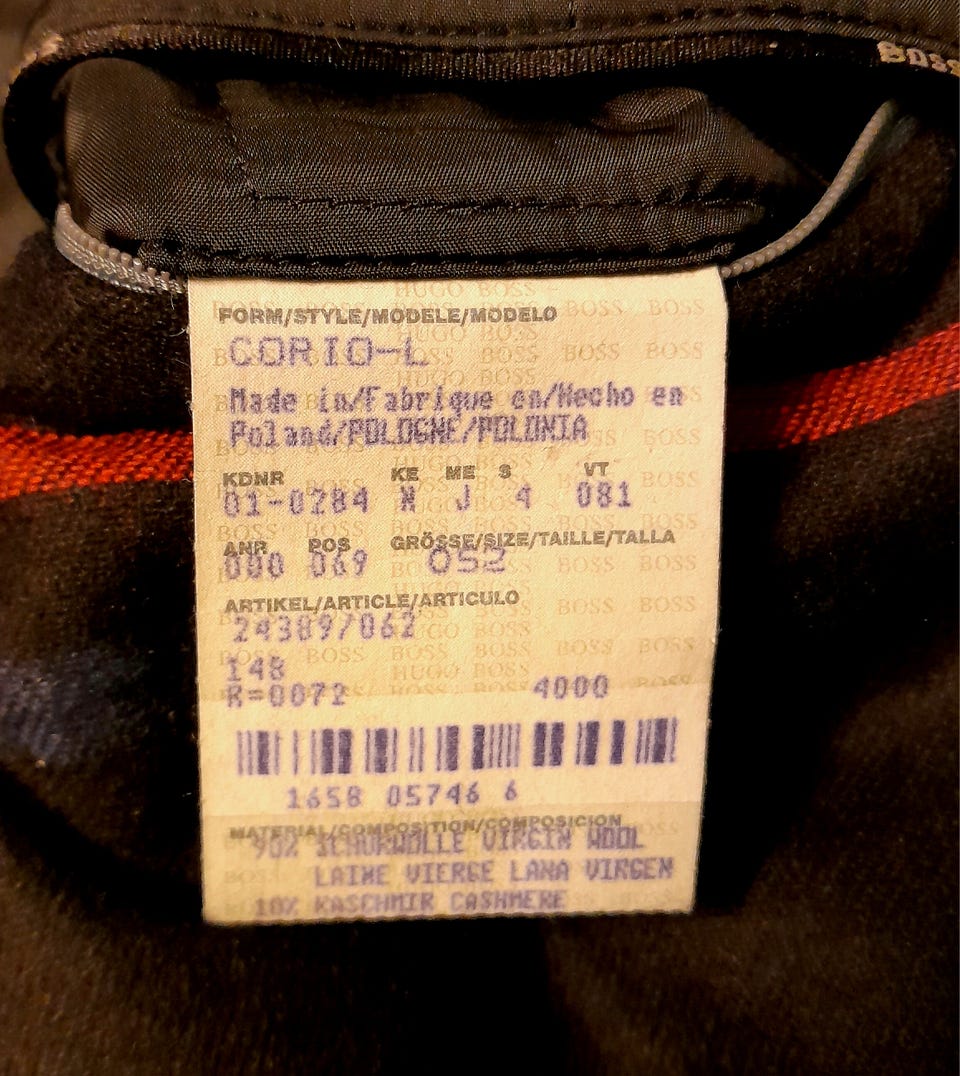 BOSS
FORM/STYLE/MODELE/MODELO
CORIO-L
Made in/Fabrique en/Hecho en
Poland/POLOGNE/POLONIA
KDNR KE ME S VT
01-0284 N J 4 081
ANR POS GRÖSSE/SIZE/TAILLE/TALLA
000 069 052
ARTIKEL/ARTICLE/ARTICULO
24389/062
148
R=0072 4000
1658 05746 6
MATERIAL/COMPOSITION/COMPOSICION
90% SCHURWOLLE VIRGIN WOOL
LAINE VIERGE LANA VIRGEN
10% KASCHMIR CASHMERE